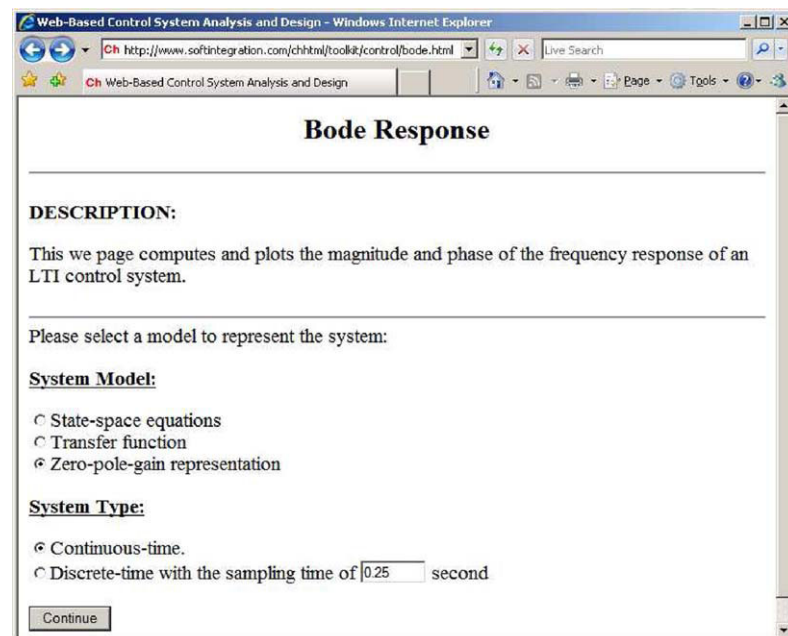 Web-Based Control System Analysis and Design - Windows Internet Explorer
Ch http://www.softintegration.com/chhtml/toolkit/control/bode.html Live Search
Ch Web-Based Control System Analysis and Design Page Tools
Bode Response
DESCRIPTION:
This we page computes and plots the magnitude and phase of the frequency response of an
LTI control system.
Please select a model to represent the system:
System Model:
State-space equations
Transfer function
Zero-pole-gain representation
System Type:
Continuous-time.
Discrete-time with the sampling time of 0.25 second
Continue